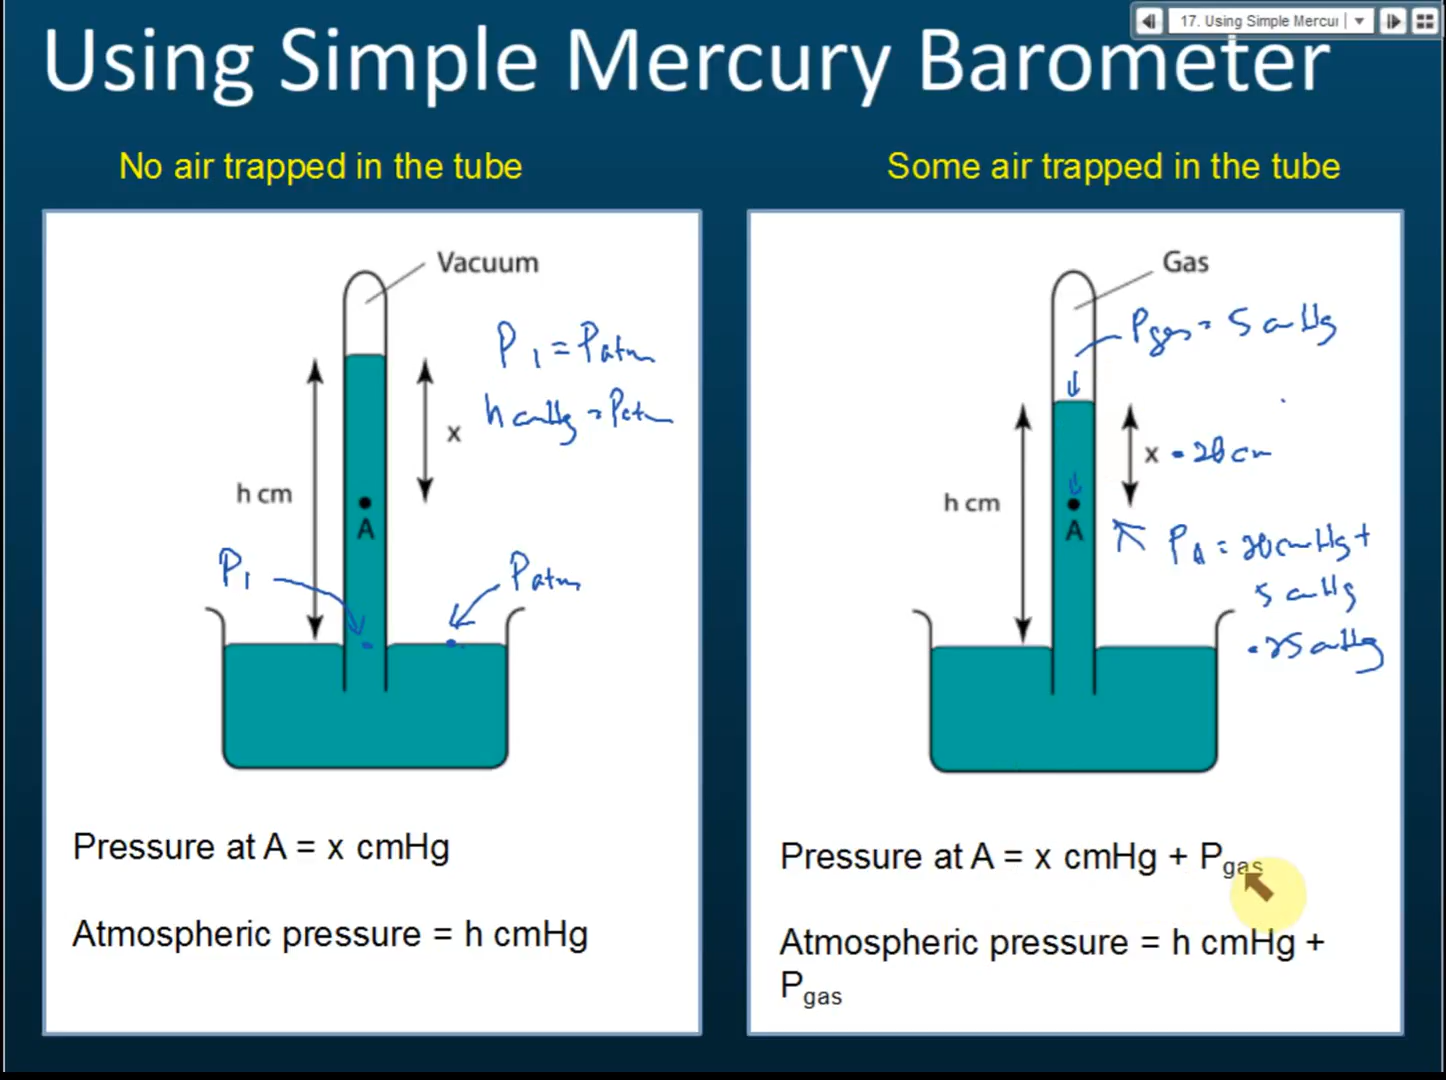 17. Using Simple Mercu
Using Simple Mercury Barometer
No air trapped in the tube
Vacuum
P1 = Patm
h cmHg = Patm
x
h cm
A
P1
Patm
Pressure at A = x cmHg
Atmospheric pressure = h cmHg
Some air trapped in the tube
Gas
Pgas = 5 cmHg
x = 20 cm
h cm
A
PA = 20 cmHg +
5 cmHg
= 25 cmHg
Pressure at A = x cmHg + Pgas
Atmospheric pressure = h cmHg +
Pgas